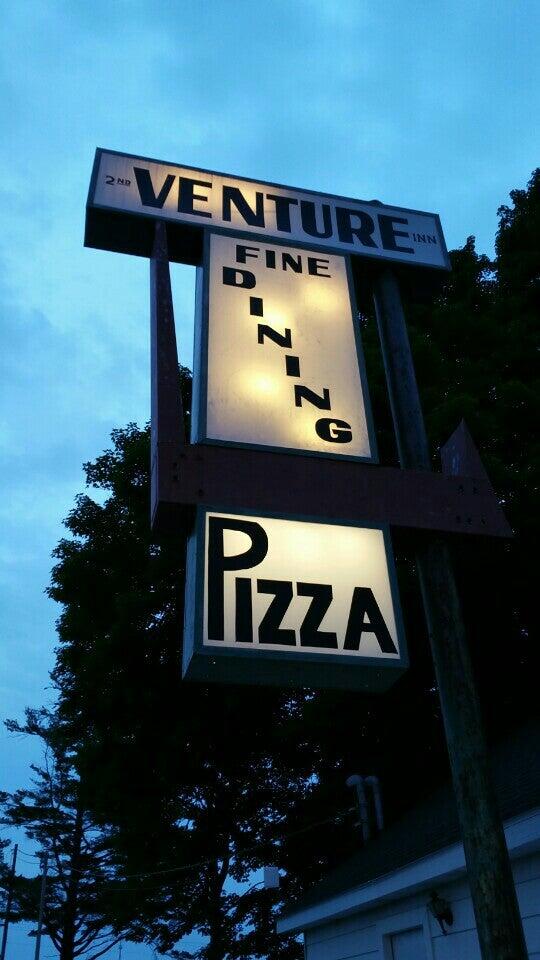 2ND VENTURE INN
FINE
DINING
PIZZA